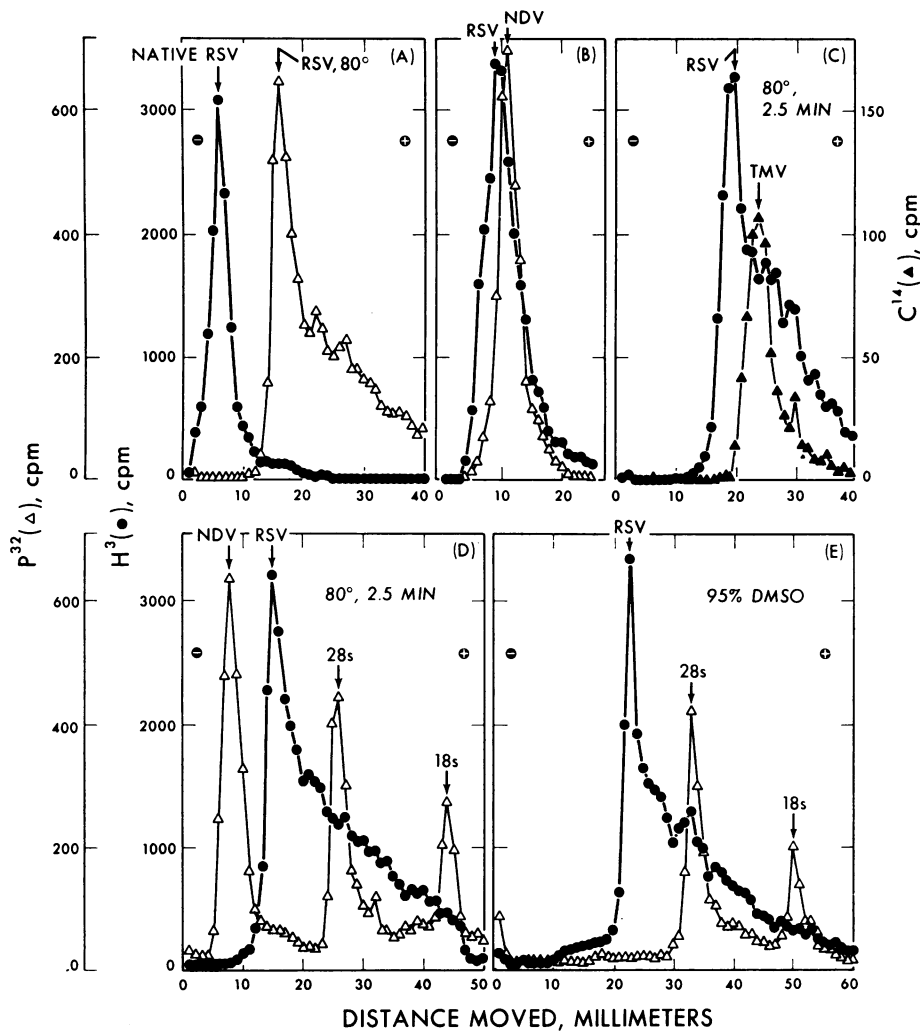 NATIVE RSV
RSV, 80°
(A)
RSV
NDV
(B)
RSV
(C)
80°,
2.5 MIN
TMV
⊖
⊕
⊖
⊕
⊖
⊕
600
400
200
0
3000
2000
1000
0
150
100
50
0
0 10 20 30 40
0 10 20
0 10 20 30 40
P³²(△), cpm
H³(●), cpm
C¹⁴(▲), cpm
NDV
RSV
(D)
80°, 2.5 MIN
28s
18s
RSV
(E)
95% DMSO
28s
18s
⊖
⊕
⊖
⊕
600
400
200
.0
3000
2000
1000
0
0 10 20 30 40 50
0 10 20 30 40 50 60
DISTANCE MOVED, MILLIMETERS